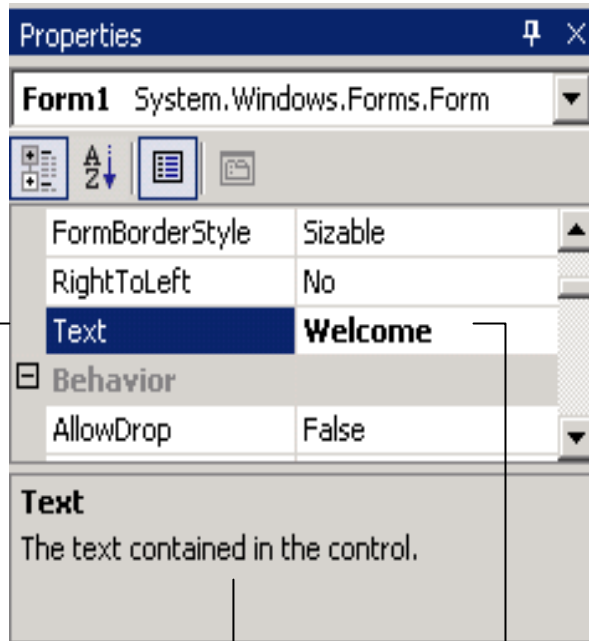 Properties
Form1 System.Windows.Forms.Form
A
Z
FormBorderStyle Sizable
RightToLeft No
Text Welcome
Behavior
AllowDrop False
Text
The text contained in the control.